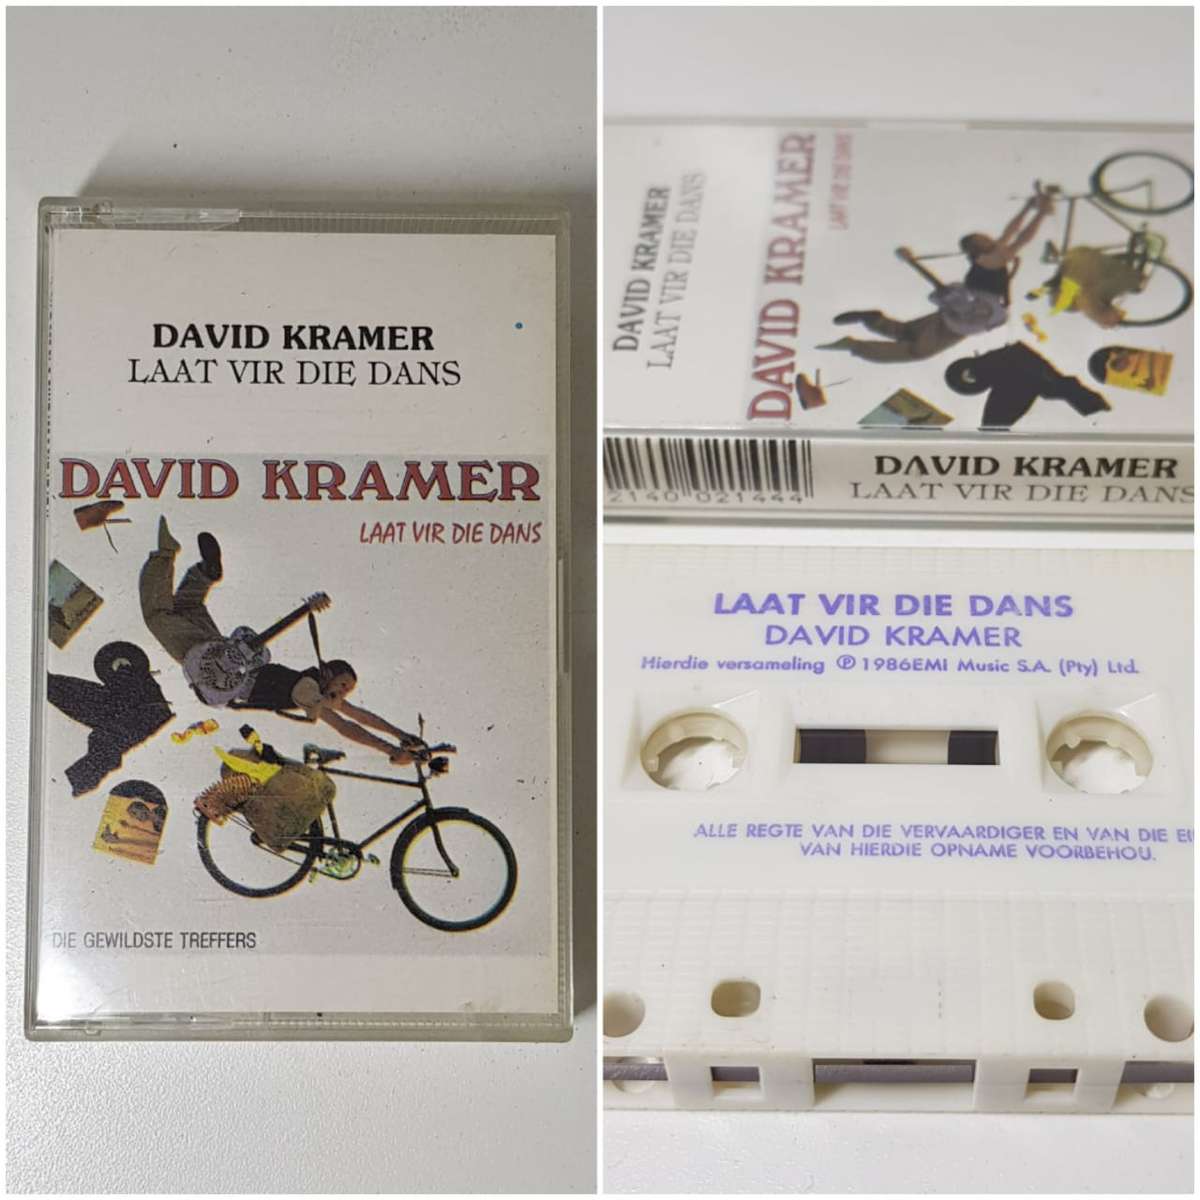 DAVID KRAMER
LAAT VIR DIE DANS
DAVID KRAMER
LAAT VIR DIE DANS
DIE GEWILDSTE TREFFERS
DAVID KRAMER
LAAT VIR DIE DANS
DAVID KRAMER
LAAT VIR DIE DANS
2140 021444
DAVID KRAMER
LAAT VIR DIE DANS
LAAT VIR DIE DANS
DAVID KRAMER
Hierdie versameling ℗ 1986EMI Music S.A. (Pty) Ltd.
ALLE REGTE VAN DIE VERVAARDIGER EN VAN DIE
VAN HIERDIE OPNAME VOORBEHOU.